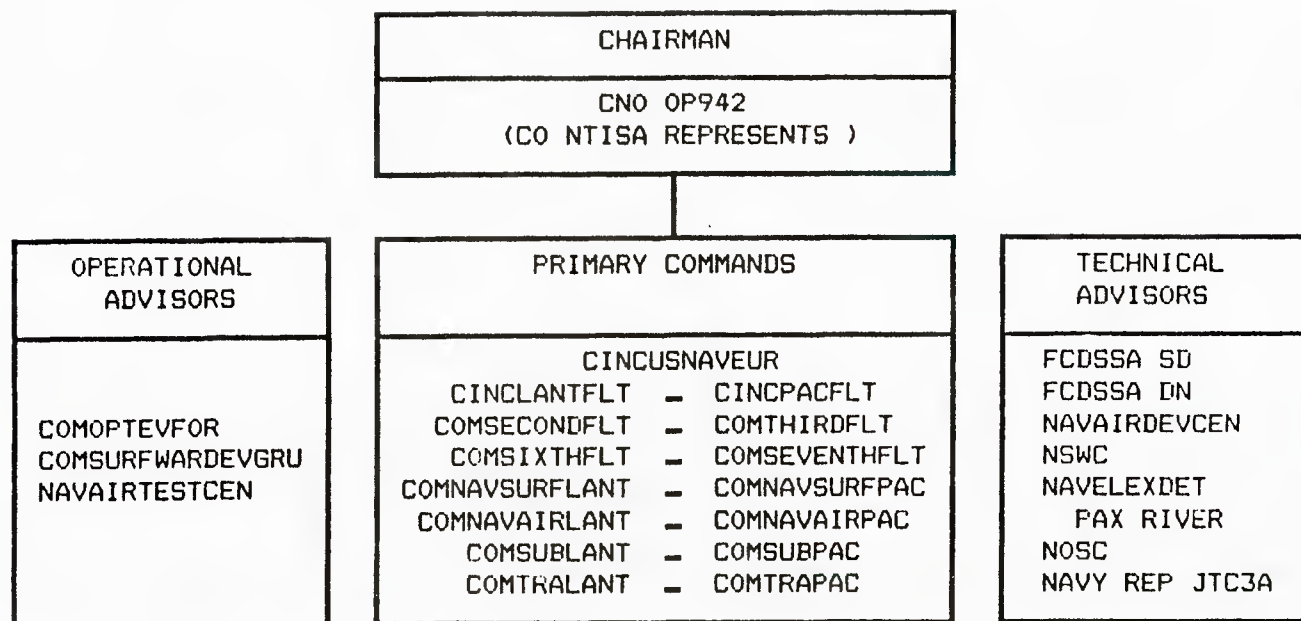 CHAIRMAN
CNO OP942
(CO NTISA REPRESENTS )
OPERATIONAL
ADVISORS
COMOPTEVFOR
COMSURFWARDEVGRU
NAVAIRTESTCEN
PRIMARY COMMANDS
CINCUSNAVEUR
CINCLANTFLT - CINCPACFLT
COMSECONDFLT - COMTHIRDFLT
COMSIXTHFLT - COMSEVENTHFLT
COMNAVSURFLANT - COMNAVSURFPAC
COMNAVAIRLANT - COMNAVAIRPAC
COMSUBLANT - COMSUBPAC
COMTRALANT - COMTRAPAC
TECHNICAL
ADVISORS
FCDSSA SD
FCDSSA DN
NAVAIRDEVCEN
NSWC
NAVELEXDET
PAX RIVER
NOSC
NAVY REP JTC3A